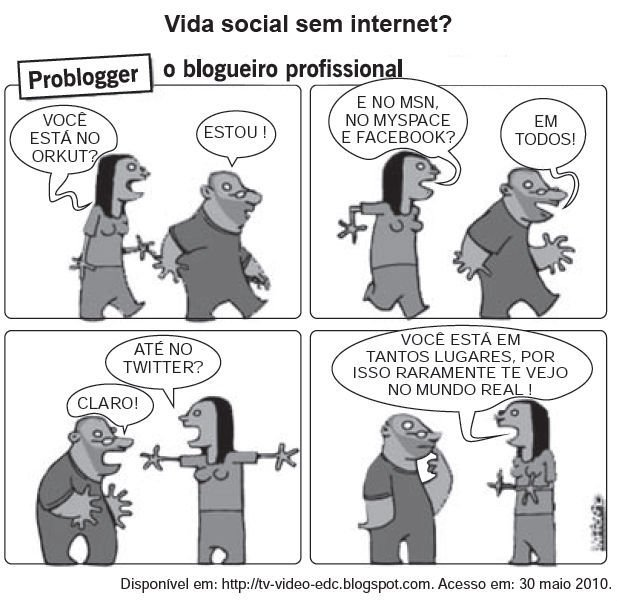 Vida social sem internet?
Problogger o blogueiro profissional
VOCÊ
ESTÁ NO
ORKUT?
ESTOU !
E NO MSN,
NO MYSPACE
E FACEBOOK?
EM
TODOS!
ATÉ NO
TWITTER?
CLARO!
VOCÊ ESTÁ EM
TANTOS LUGARES, POR
ISSO RARAMENTE TE VEJO
NO MUNDO REAL !
Disponível em: http://tv-video-edc.blogspot.com. Acesso em: 30 maio 2010.